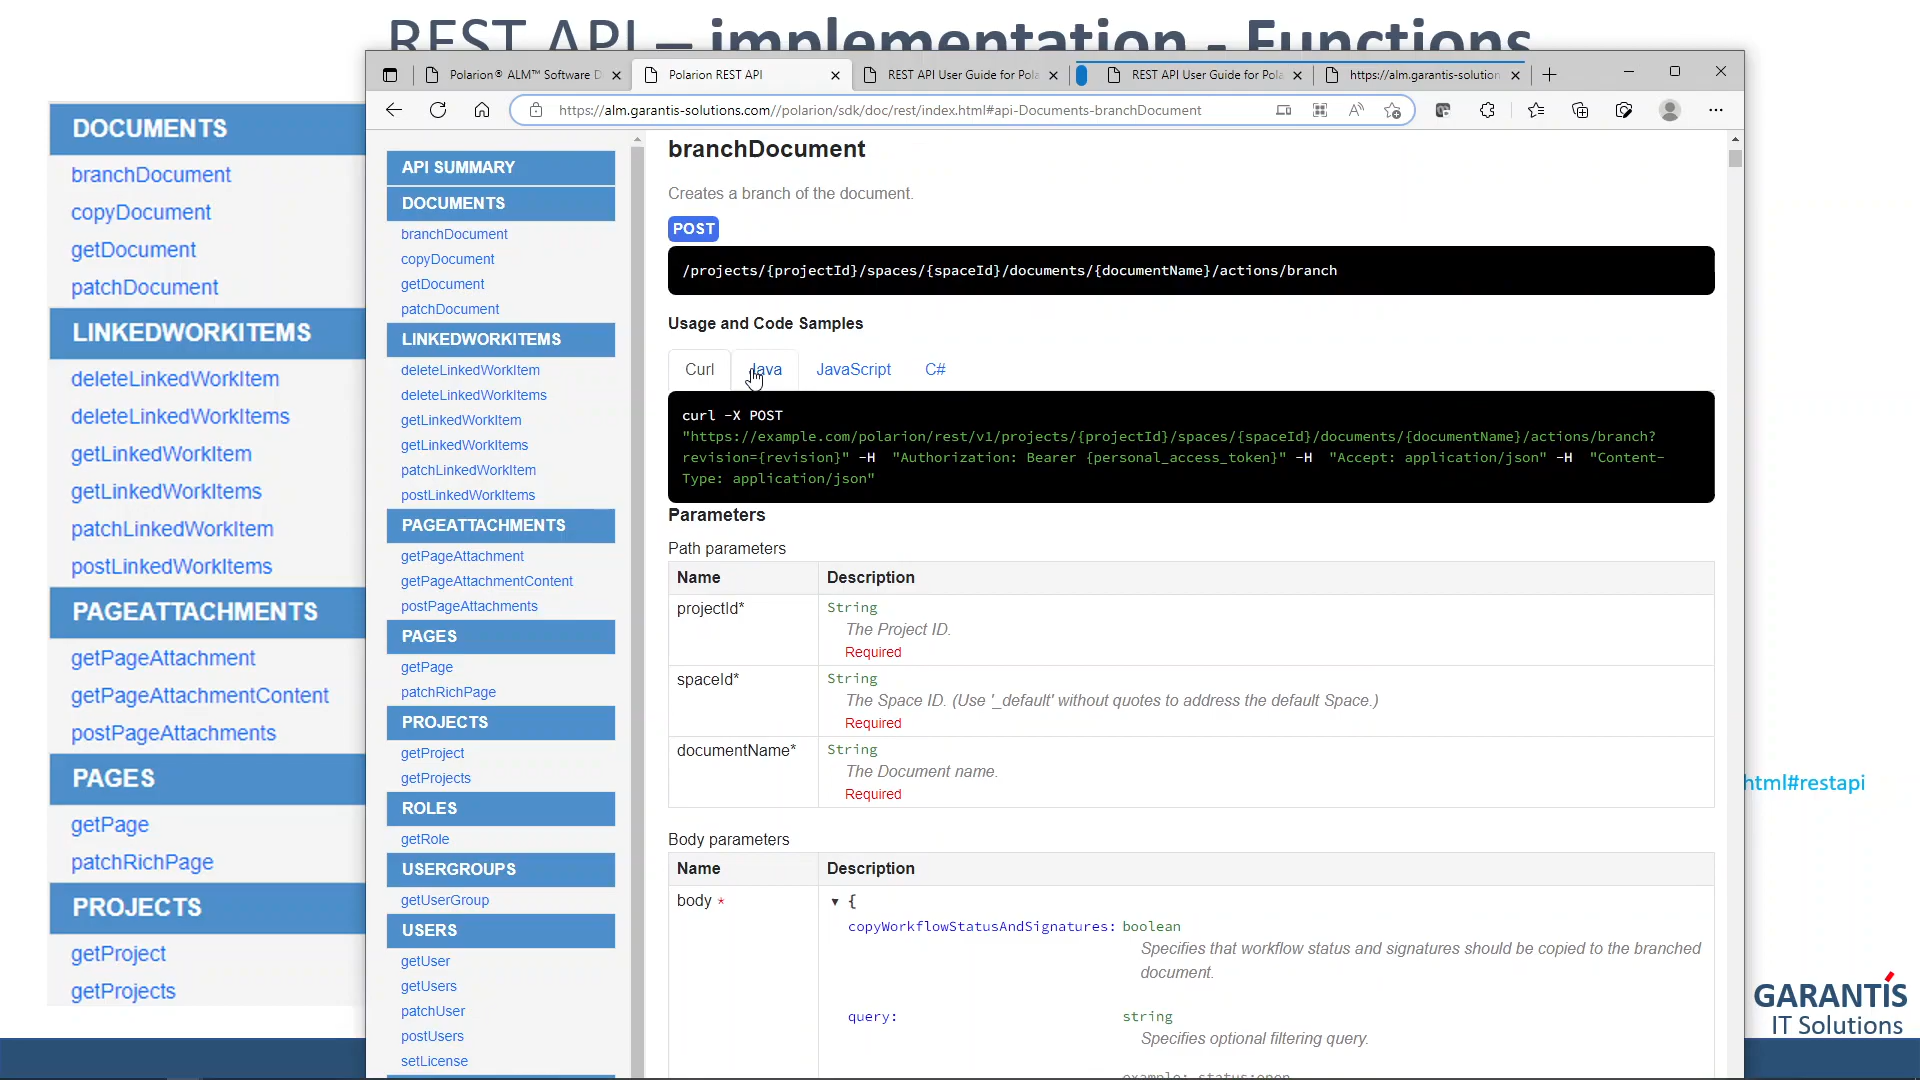 REST API – implementation - Functions
DOCUMENTS
branchDocument
copyDocument
getDocument
patchDocument
LINKEDWORKITEMS
deleteLinkedWorkItem
deleteLinkedWorkItems
getLinkedWorkItem
getLinkedWorkItems
patchLinkedWorkItem
postLinkedWorkItems
PAGEATTACHMENTS
getPageAttachment
getPageAttachmentContent
postPageAttachments
PAGES
getPage
patchRichPage
PROJECTS
getProject
getProjects
Polarion® ALM™ Software D
Polarion REST API
REST API User Guide for Pola
REST API User Guide for Pola
https://alm.garantis-solution
https://alm.garantis-solutions.com//polarion/sdk/doc/rest/index.html#api-Documents-branchDocument
API SUMMARY
DOCUMENTS
branchDocument
copyDocument
getDocument
patchDocument
LINKEDWORKITEMS
deleteLinkedWorkItem
deleteLinkedWorkItems
getLinkedWorkItem
getLinkedWorkItems
patchLinkedWorkItem
postLinkedWorkItems
PAGEATTACHMENTS
getPageAttachment
getPageAttachmentContent
postPageAttachments
PAGES
getPage
patchRichPage
PROJECTS
getProject
getProjects
ROLES
getRole
USERGROUPS
getUserGroup
USERS
getUser
getUsers
patchUser
postUsers
setLicense
branchDocument
Creates a branch of the document.
POST
/projects/{projectId}/spaces/{spaceId}/documents/{documentName}/actions/branch
Usage and Code Samples
Curl Java JavaScript C#
curl -X POST
"https://example.com/polarion/rest/v1/projects/{projectId}/spaces/{spaceId}/documents/{documentName}/actions/branch?
revision={revision}" -H "Authorization: Bearer {personal_access_token}" -H "Accept: application/json" -H "Content-
Type: application/json"
Parameters
Path parameters
Name Description
projectId* String
The Project ID.
Required
spaceId* String
The Space ID. (Use '_default' without quotes to address the default Space.)
Required
documentName* String
The Document name.
Required
Body parameters
Name Description
body * ▼ {
copyWorkflowStatusAndSignatures: boolean
Specifies that workflow status and signatures should be copied to the branched
document.
query: string
Specifies optional filtering query.
example: status:open
html#restapi
GARANTÍS
IT Solutions